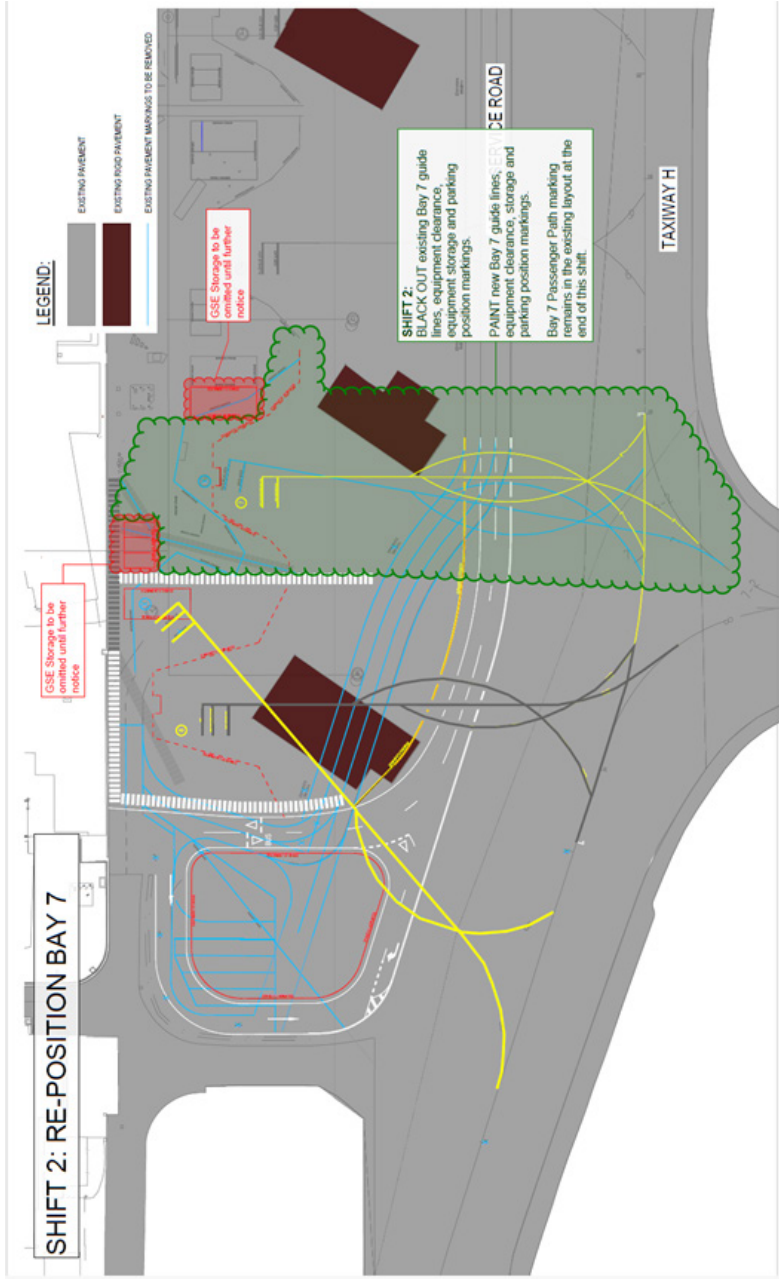 SHIFT 2: RE-POSITION BAY 7
LEGEND:
EXISTING PAVEMENT
EXISTING RIGID PAVEMENT
EXISTING PAVEMENT MARKINGS TO BE REMOVED
GSE Storage to be
omitted until further
notice
GSE Storage to be
omitted until further
notice
SHIFT 2:
BLACK OUT existing Bay 7 guide
lines, equipment clearance,
equipment storage and parking
position markings.
PAINT new Bay 7 guide lines,
equipment clearance, storage and
parking position markings.
Bay 7 Passenger Path marking
remains in the existing layout at the
end of this shift.
SERVICE ROAD
TAXIWAY H
BUS